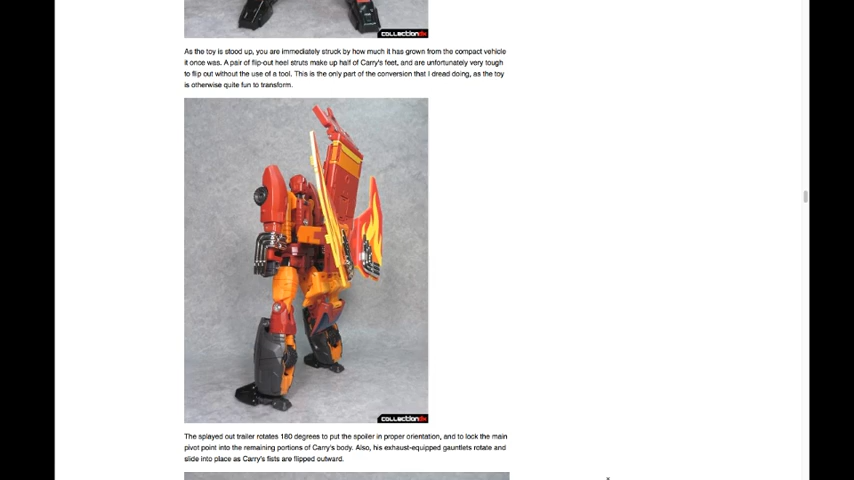 COLLECTIONDX
As the toy is stood up, you are immediately struck by how much it has grown from the compact vehicle
it once was. A pair of flip-out heel struts make up half of Carry's feet, and are unfortunately very tough
to flip out without the use of a tool. This is the only part of the conversion that I dread doing, as the toy
is otherwise quite fun to transform.
COLLECTIONDX
The splayed out trailer rotates 180 degrees to put the spoiler in proper orientation, and to lock the main
pivot point into the remaining portions of Carry's body. Also, his exhaust-equipped gauntlets rotate and
slide into place as Carry's fists are flipped outward.